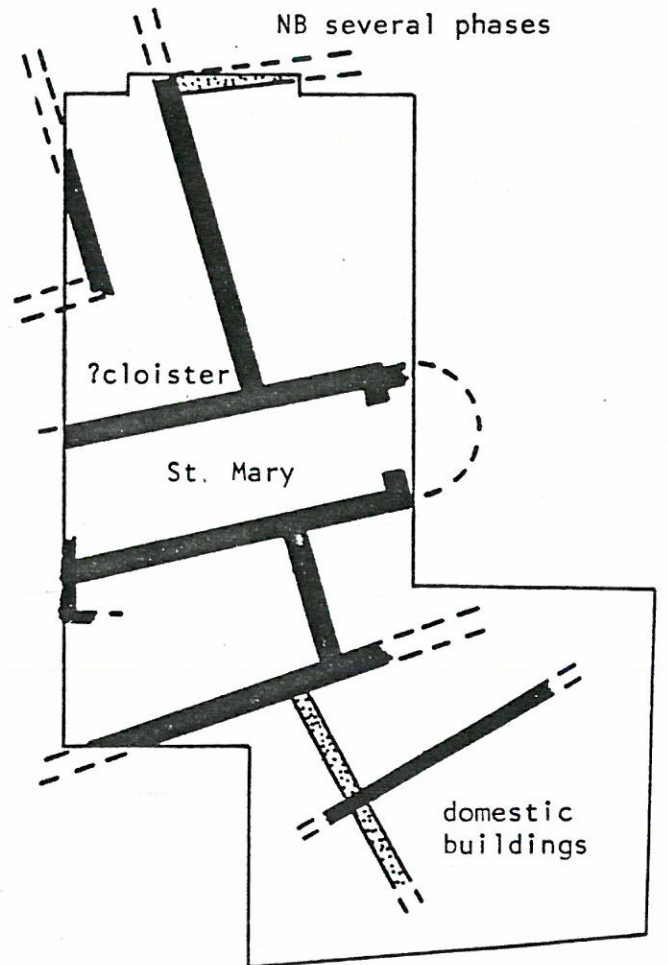 NB several phases
?cloister
St. Mary
domestic
buildings